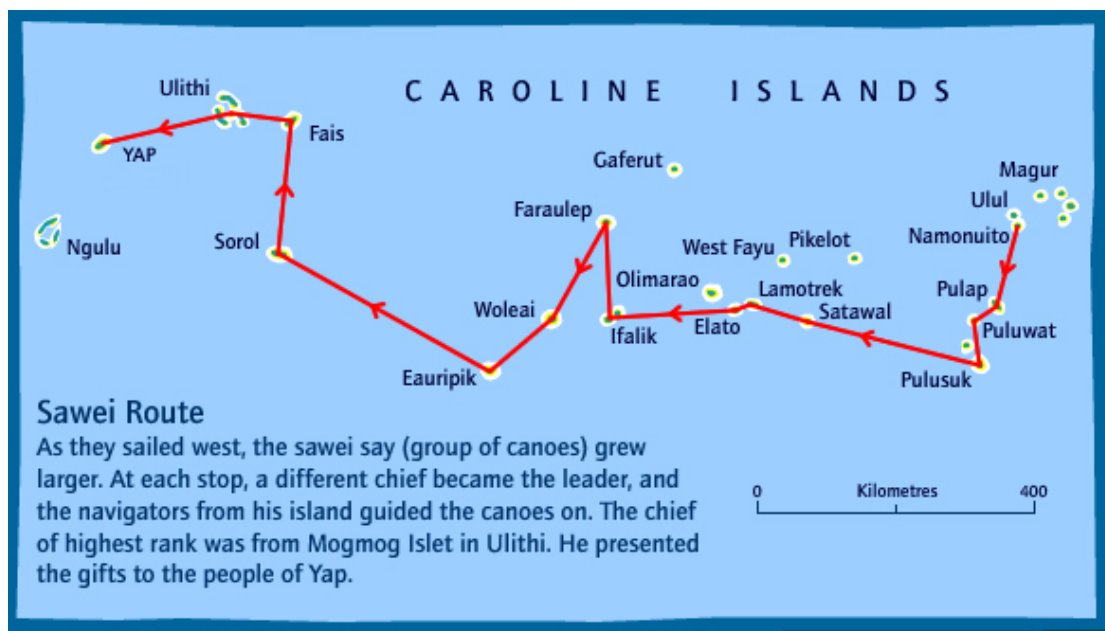 Ulithi
CAROLINE ISLANDS
Fais
YAP
Gaferut
Magur
Ulul
Faraulep
Namonuito
Ngulu
Sorol
West Fayu
Pikelot
Olimarao
Lamotrek
Pulap
Woleai
Ifalik
Elato
Satawal
Puluwat
Eauripik
Pulusuk
Sawei Route
As they sailed west, the sawei say (group of canoes) grew
larger. At each stop, a different chief became the leader, and
the navigators from his island guided the canoes on. The chief
of highest rank was from Mogmog Islet in Ulithi. He presented
the gifts to the people of Yap.
0 Kilometres 400